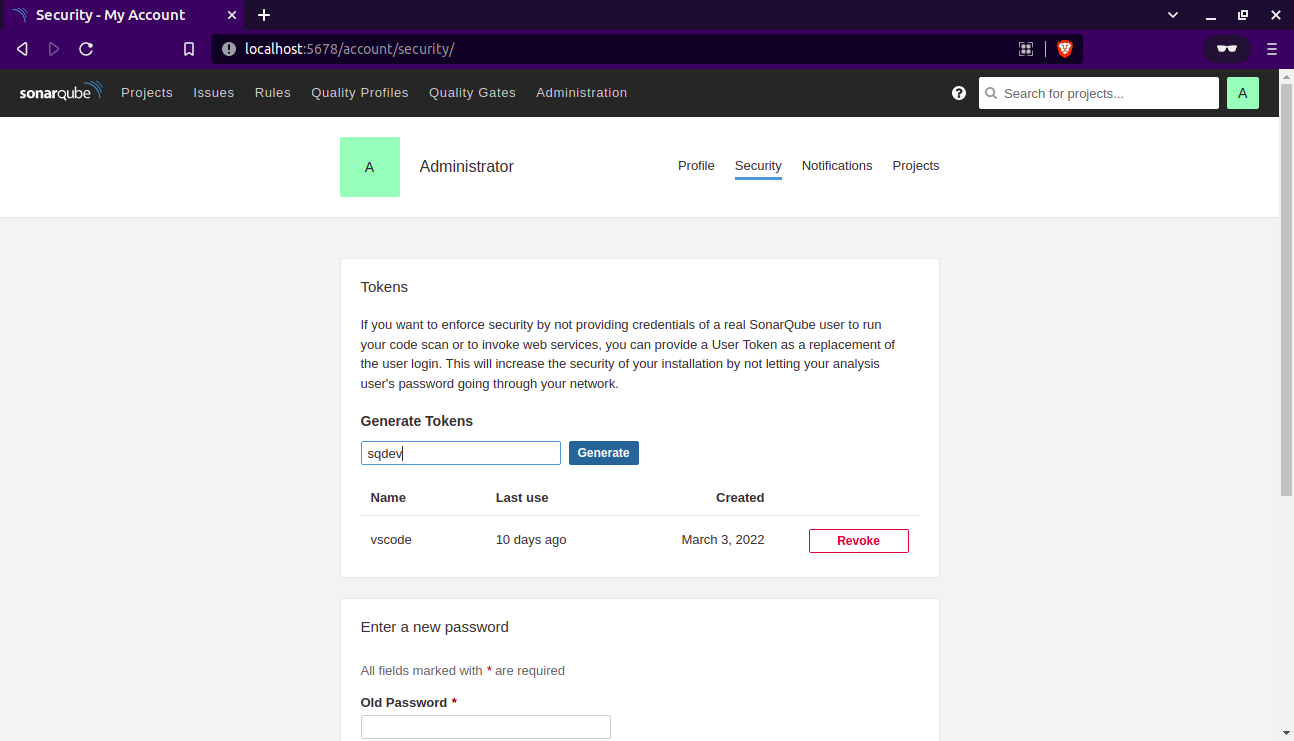 Security - My Account
localhost:5678/account/security/
sonarqube Projects Issues Rules Quality Profiles Quality Gates Administration ? Search for projects... A
A Administrator Profile Security Notifications Projects
Tokens
If you want to enforce security by not providing credentials of a real SonarQube user to run
your code scan or to invoke web services, you can provide a User Token as a replacement of
the user login. This will increase the security of your installation by not letting your analysis
user's password going through your network.
Generate Tokens
sqdev Generate
Name Last use Created
vscode 10 days ago March 3, 2022 Revoke
Enter a new password
All fields marked with * are required
Old Password *